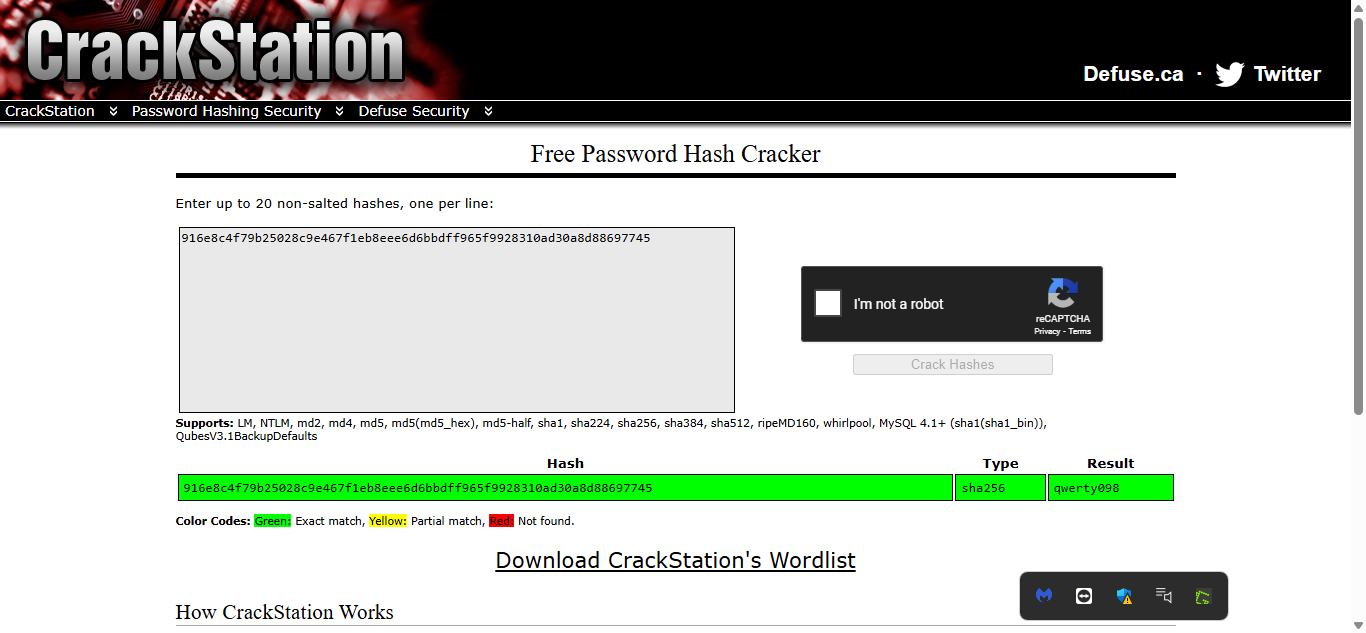 CrackStation
Defuse.ca · Twitter
CrackStation Password Hashing Security Defuse Security
Free Password Hash Cracker
Enter up to 20 non-salted hashes, one per line:
916e8c4f79b25028c9e467f1eb8eee6d6bbdff965f9928310ad30a8d88697745
I'm not a robot
reCAPTCHA
Privacy - Terms
Crack Hashes
Supports: LM, NTLM, md2, md4, md5, md5(md5_hex), md5-half, sha1, sha224, sha256, sha384, sha512, ripeMD160, whirlpool, MySQL 4.1+ (sha1(sha1_bin)),
QubesV3.1BackupDefaults
Hash Type Result
916e8c4f79b25028c9e467f1eb8eee6d6bbdff965f9928310ad30a8d88697745 sha256 qwerty098
Color Codes: Green: Exact match, Yellow: Partial match, Red: Not found.
Download CrackStation's Wordlist
How CrackStation Works